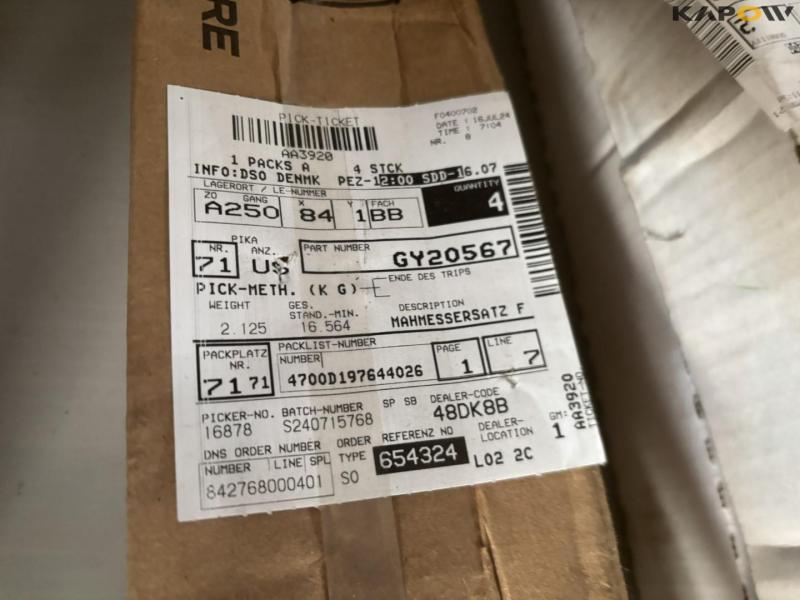 KAPOW
RE
PICK-TICKET
AA3920
F0400702
DATE : 16JUL24
TIME : 7:04
NR. 8
1 PACKS A 4 STCK
INFO:DSO DENMK PEZ-12:00 SDD-16.07
LAGERORT / LE-NUMMER
ZO GANG X Y FACH
A250 84 1 BB
QUANTITY
4
PIKA
NR. ANZ.
71 US
PART NUMBER GY20567
PICK-METH. (K G)-E ENDE DES TRIPS
WEIGHT GES. STAND.-MIN. DESCRIPTION
2.125 16.564 MAHMESSERSATZ F
PACKPLATZ NR.
71 71
PACKLIST-NUMBER
NUMBER
4700D197644026
PAGE
1
LINE
7
PICKER-NO. BATCH-NUMBER SP SB DEALER-CODE
16878 S240715768 48DK8B
DNS ORDER NUMBER ORDER TYPE REFERENZ NO DEALER-LOCATION
NUMBER LINE SPL
842768000401 SO 654324 L02 2C
GM:
1
AA3920
TICKET-NO